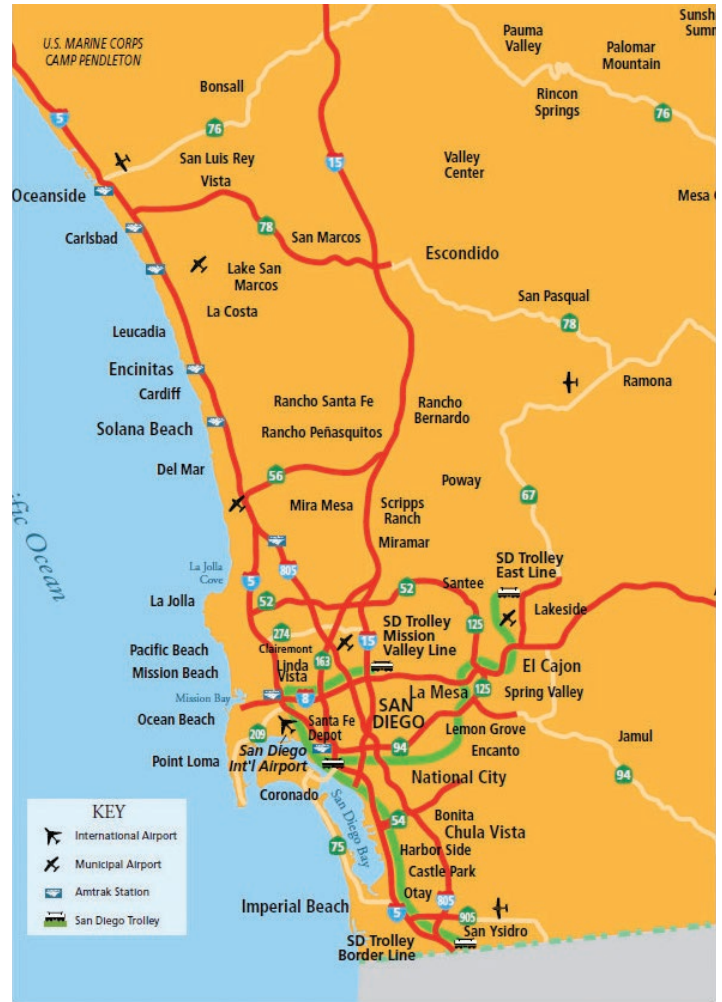 U.S. MARINE CORPS
CAMP PENDLETON
Pauma
Valley
Palomar
Mountain
Bonsall
Rincon
Springs
5
76
76
15
San Luis Rey
Vista
Valley
Center
Oceanside
Carlsbad
78
San Marcos
Escondido
Lake San
Marcos
La Costa
San Pasqual
78
Leucadia
Encinitas
Cardiff
Ramona
Rancho Santa Fe
Rancho
Bernardo
Solana Beach
Rancho Peñasquitos
Del Mar
56
Poway
67
Mira Mesa
Scripps
Ranch
Miramar
Ocean
La Jolla
Cove
5
805
SD Trolley
East Line
La Jolla
52
52
Santee
Lakeside
274
Clairemont
SD Trolley
Mission
Valley Line
15
125
163
Pacific Beach
Mission Beach
Linda
Vista
El Cajon
Mission Bay
8
La Mesa
125
Spring Valley
Ocean Beach
SAN
DIEGO
209
Santa Fe
Depot
Lemon Grove
Jamul
San Diego
Int'l Airport
94
Encanto
Point Loma
94
National City
Coronado
San Diego Bay
KEY
International Airport
Municipal Airport
Amtrak Station
San Diego Trolley
54
Bonita
Chula Vista
75
Harbor Side
Castle Park
Otay
Imperial Beach
5
805
905
San Ysidro
SD Trolley
Border Line